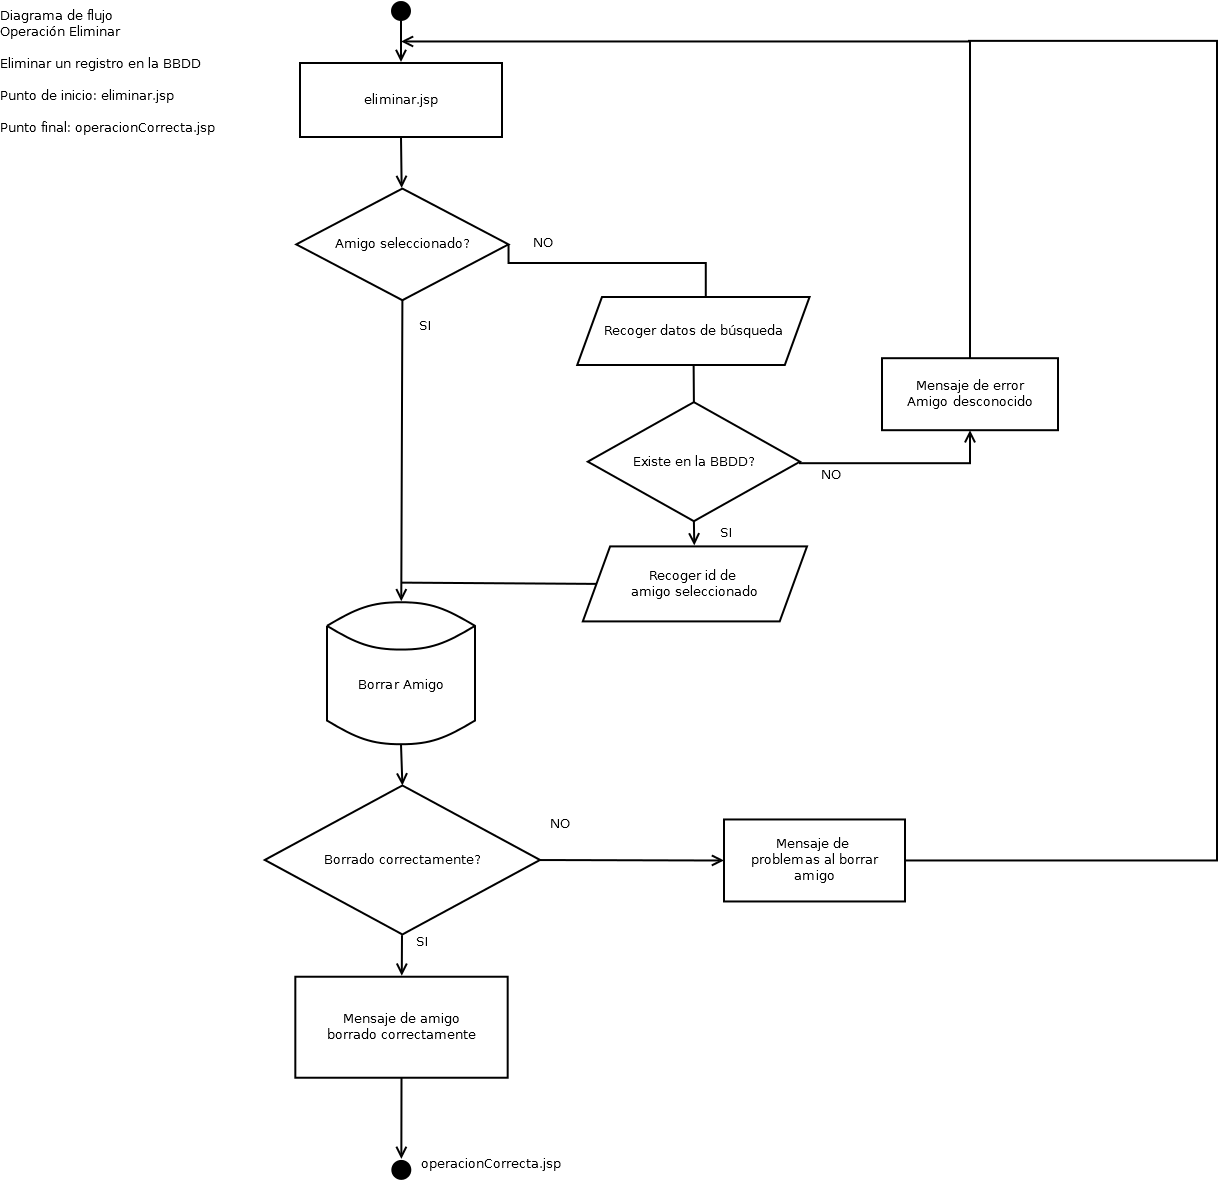 Diagrama de flujo
Operación Eliminar
Eliminar un registro en la BBDD
Punto de inicio: eliminar.jsp
Punto final: operacionCorrecta.jsp
eliminar.jsp
Amigo seleccionado?
NO
SI
Recoger datos de búsqueda
Mensaje de error
Amigo desconocido
Existe en la BBDD?
NO
SI
Recoger id de
amigo seleccionado
Borrar Amigo
Borrado correctamente?
NO
Mensaje de
problemas al borrar
amigo
SI
Mensaje de amigo
borrado correctamente
operacionCorrecta.jsp